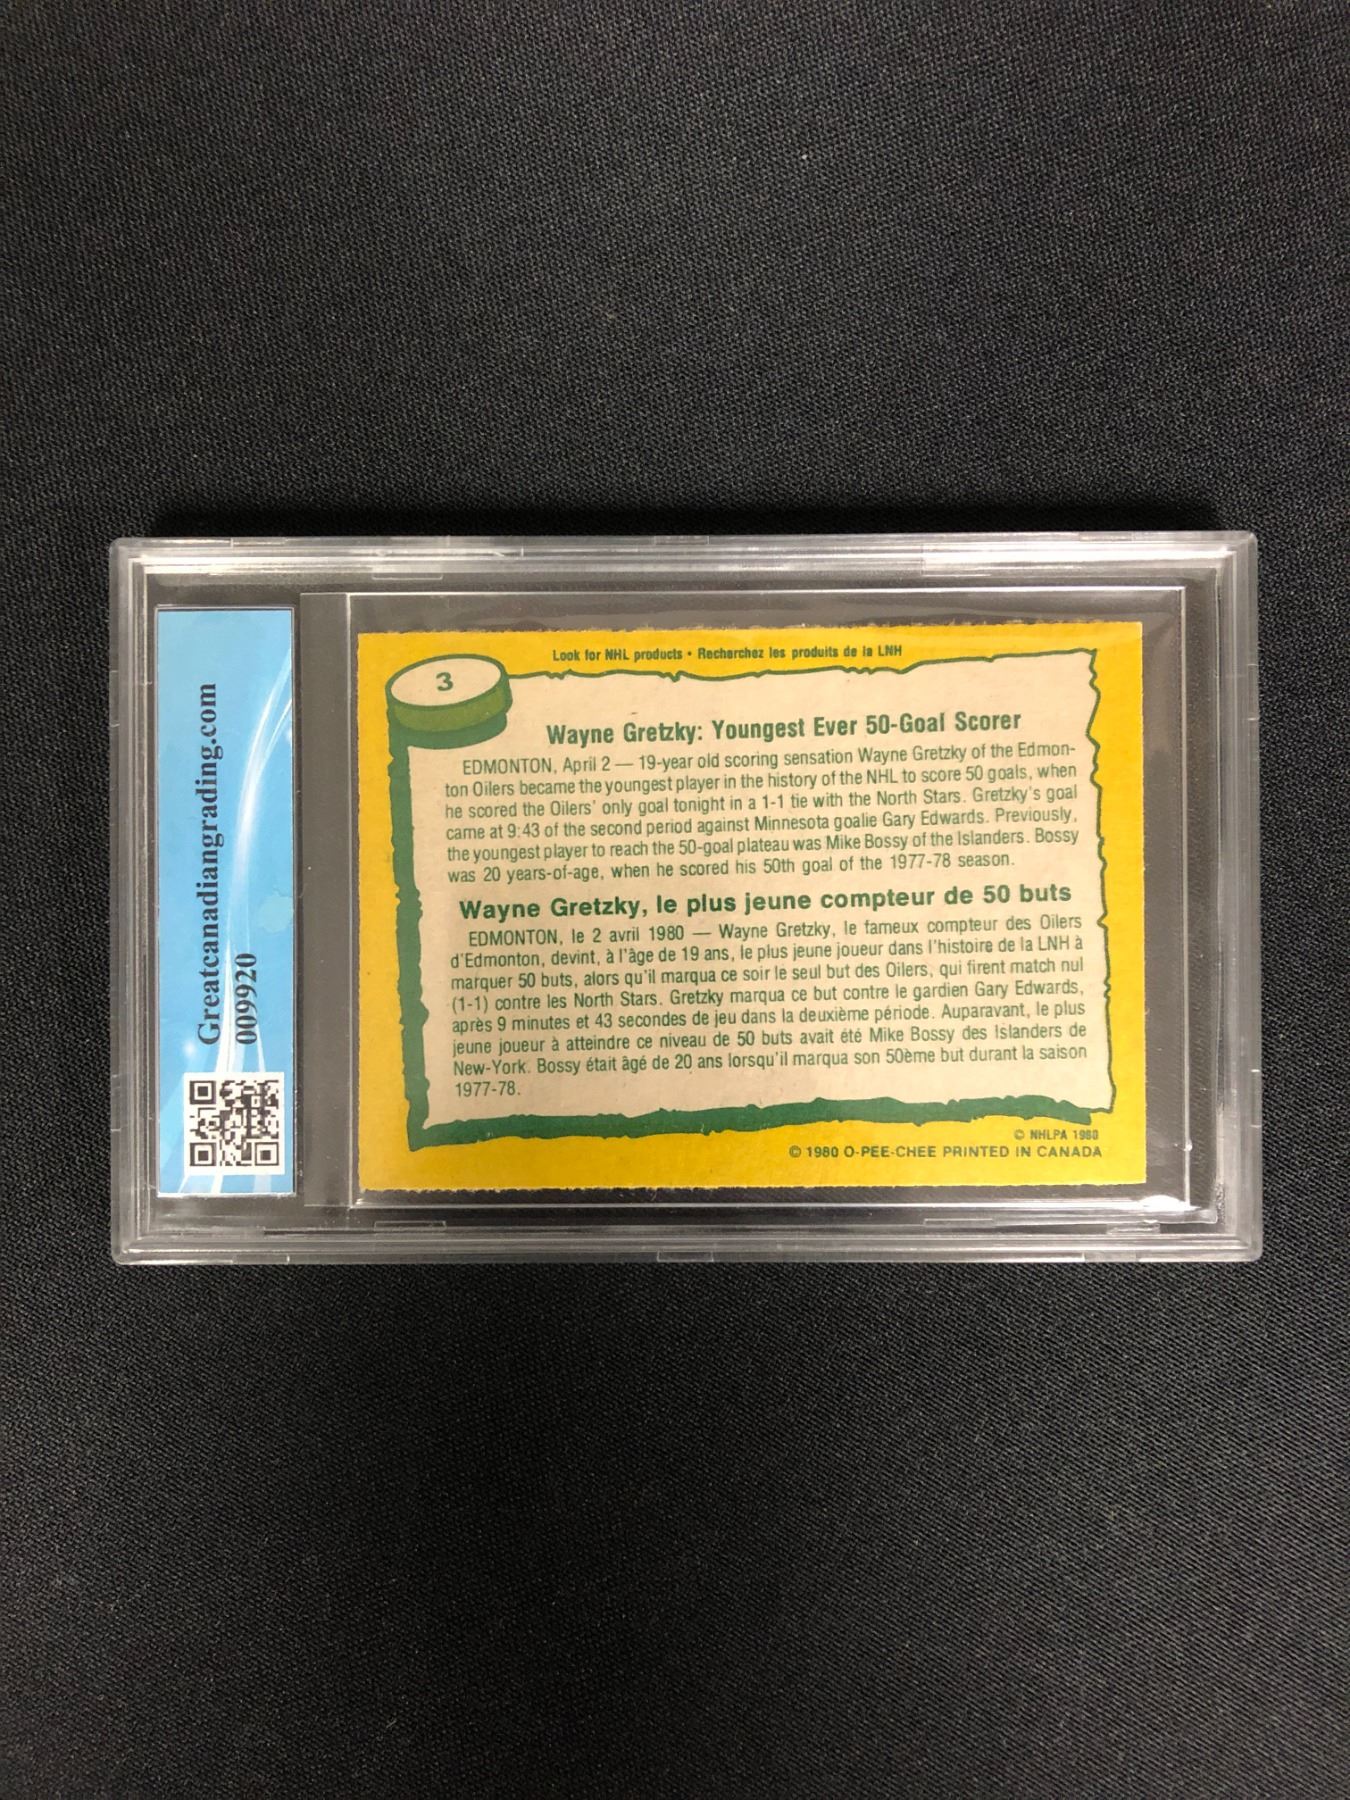 Greatcanadiangrading.com
009920
Look for NHL products • Recherchez les produits de la LNH
3
Wayne Gretzky: Youngest Ever 50-Goal Scorer
EDMONTON, April 2 — 19-year old scoring sensation Wayne Gretzky of the Edmon-
ton Oilers became the youngest player in the history of the NHL to score 50 goals, when
he scored the Oilers' only goal tonight in a 1-1 tie with the North Stars. Gretzky's goal
came at 9:43 of the second period against Minnesota goalie Gary Edwards. Previously,
the youngest player to reach the 50-goal plateau was Mike Bossy of the Islanders. Bossy
was 20 years-of-age, when he scored his 50th goal of the 1977-78 season.
Wayne Gretzky, le plus jeune compteur de 50 buts
EDMONTON, le 2 avril 1980 — Wayne Gretzky, le fameux compteur des Oilers
d'Edmonton, devint, à l'âge de 19 ans, le plus jeune joueur dans l'histoire de la LNH à
marquer 50 buts, alors qu'il marqua ce soir le seul but des Oilers, qui firent match nul
(1-1) contre les North Stars. Gretzky marqua ce but contre le gardien Gary Edwards,
après 9 minutes et 43 secondes de jeu dans la deuxième période. Auparavant, le plus
jeune joueur à atteindre ce niveau de 50 buts avait été Mike Bossy des Islanders de
New-York. Bossy était âgé de 20 ans lorsqu'il marqua son 50ème but durant la saison
1977-78.
© NHLPA 1980
© 1980 O-PEE-CHEE PRINTED IN CANADA